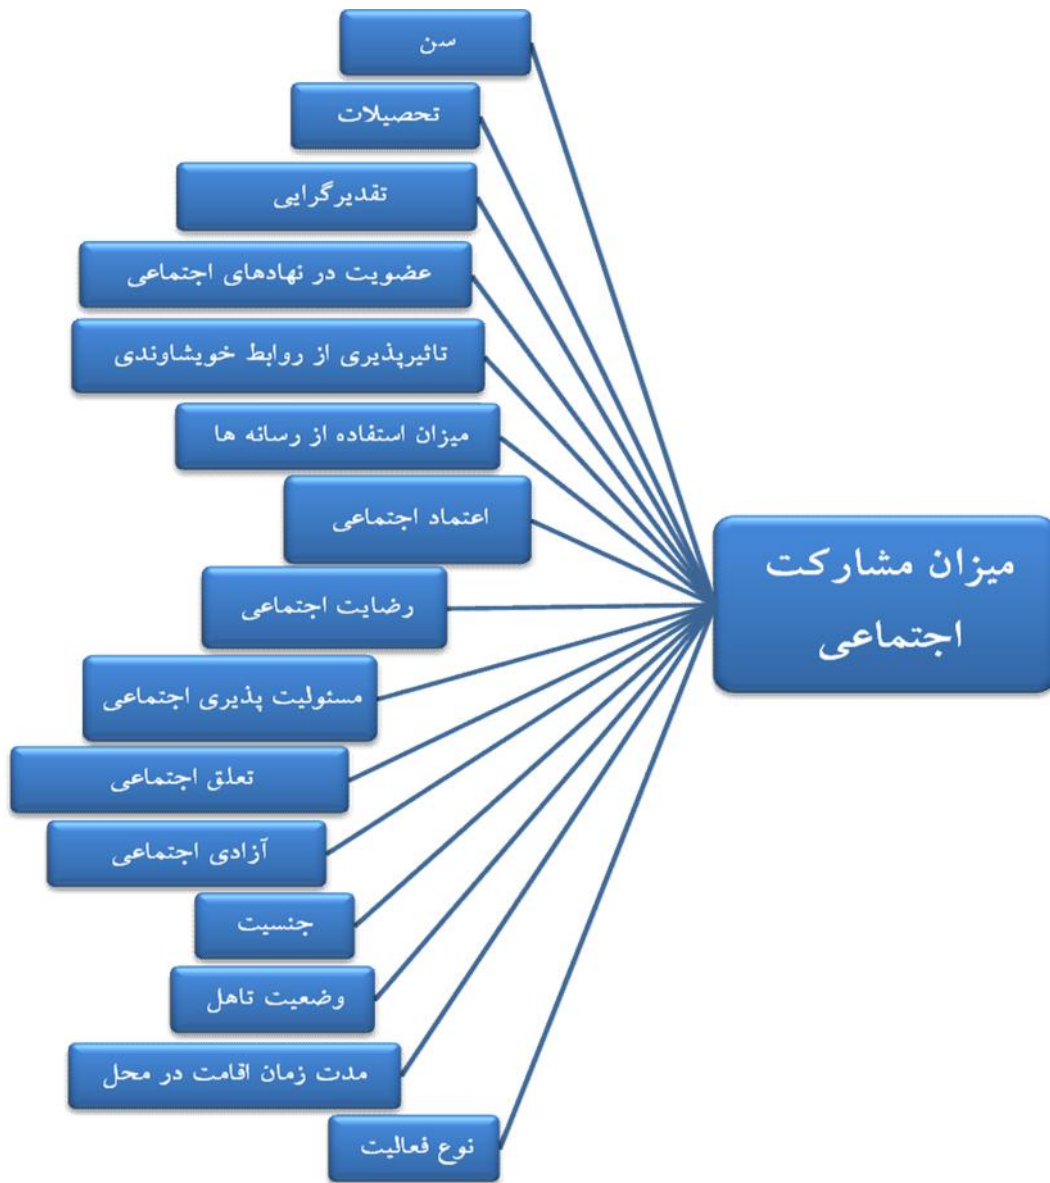 سن
تحصیلات
تقدیرگرایی
عضویت در نهادهای اجتماعی
تاثیرپذیری از روابط خویشاوندی
میزان استفاده از رسانه ها
اعتماد اجتماعی
رضایت اجتماعی
مسئولیت پذیری اجتماعی
تعلق اجتماعی
آزادی اجتماعی
جنسیت
وضعیت تاهل
مدت زمان اقامت در محل
نوع فعالیت
میزان مشارکت
اجتماعی